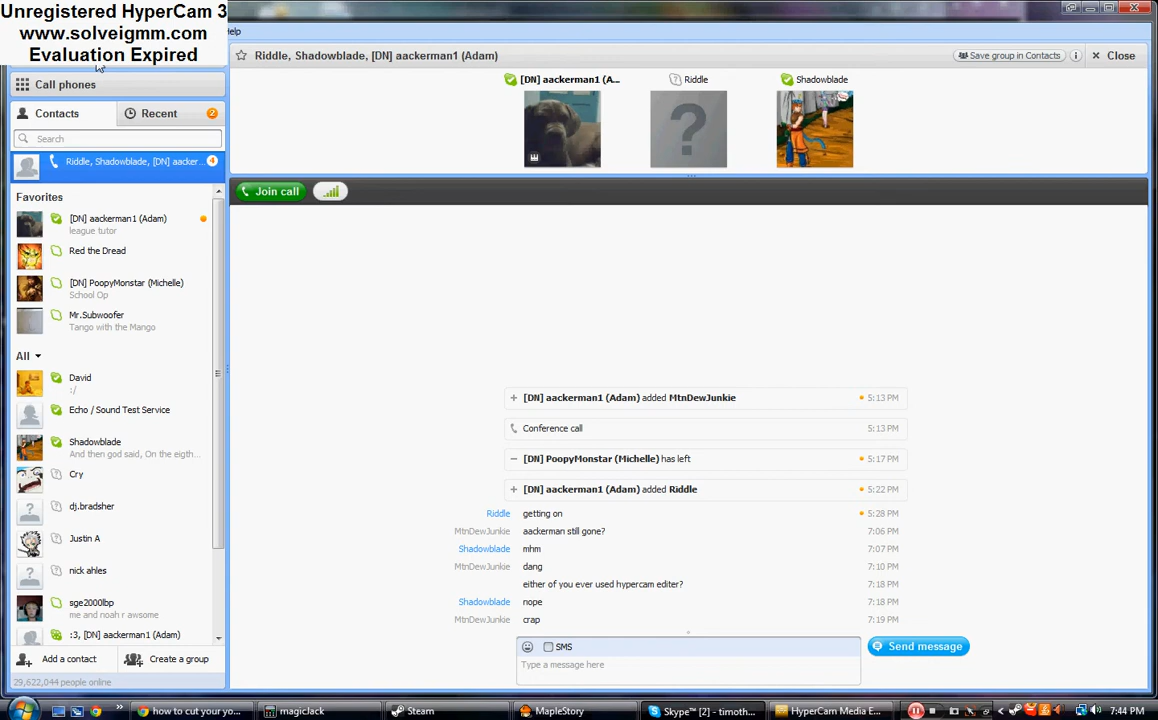 Unregistered HyperCam 3
www.solveigmm.com
Evaluation Expired
Help
Riddle, Shadowblade, [DN] aackerman1 (Adam)
Save group in Contacts
Close
Call phones
[DN] aackerman1 (A...
Riddle
Shadowblade
Contacts
Recent 2
Search
Riddle, Shadowblade, [DN] aacker... 4
Join call
Favorites
[DN] aackerman1 (Adam)
league tutor
Red the Dread
[DN] PoopyMonstar (Michelle)
School Op
Mr.Subwoofer
Tango with the Mango
All
David
:/
Echo / Sound Test Service
Shadowblade
And then god said, On the eigth...
Cry
dj.bradsher
Justin A
nick ahles
sge2000lbp
me and noah r awsome
:3, [DN] aackerman1 (Adam)
Add a contact
Create a group
29,622,044 people online
[DN] aackerman1 (Adam) added MtnDewJunkie 5:13 PM
Conference call 5:13 PM
[DN] PoopyMonstar (Michelle) has left 5:17 PM
[DN] aackerman1 (Adam) added Riddle 5:22 PM
Riddle getting on 5:28 PM
MtnDewJunkie aackerman still gone? 7:06 PM
Shadowblade mhm 7:07 PM
MtnDewJunkie dang 7:10 PM
either of you ever used hypercam editer? 7:18 PM
Shadowblade nope 7:18 PM
MtnDewJunkie crap 7:19 PM
SMS
Type a message here
Send message
how to cut your yo...
magicJack
Steam
MapleStory
Skype™ [2] - timoth...
HyperCam Media E...
7:44 PM